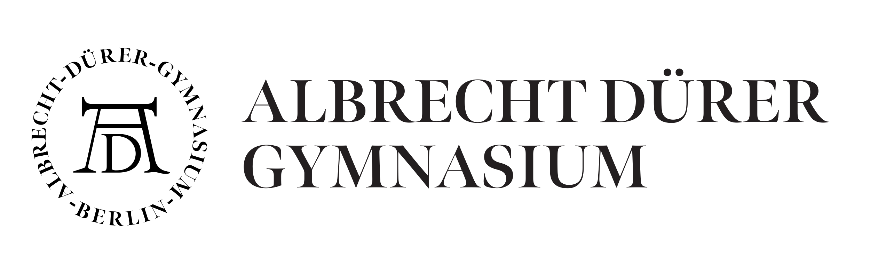 ALBRECHT-DÜRER-GYMNASIUM-BERLIN-
AD
ALBRECHT DÜRER
GYMNASIUM